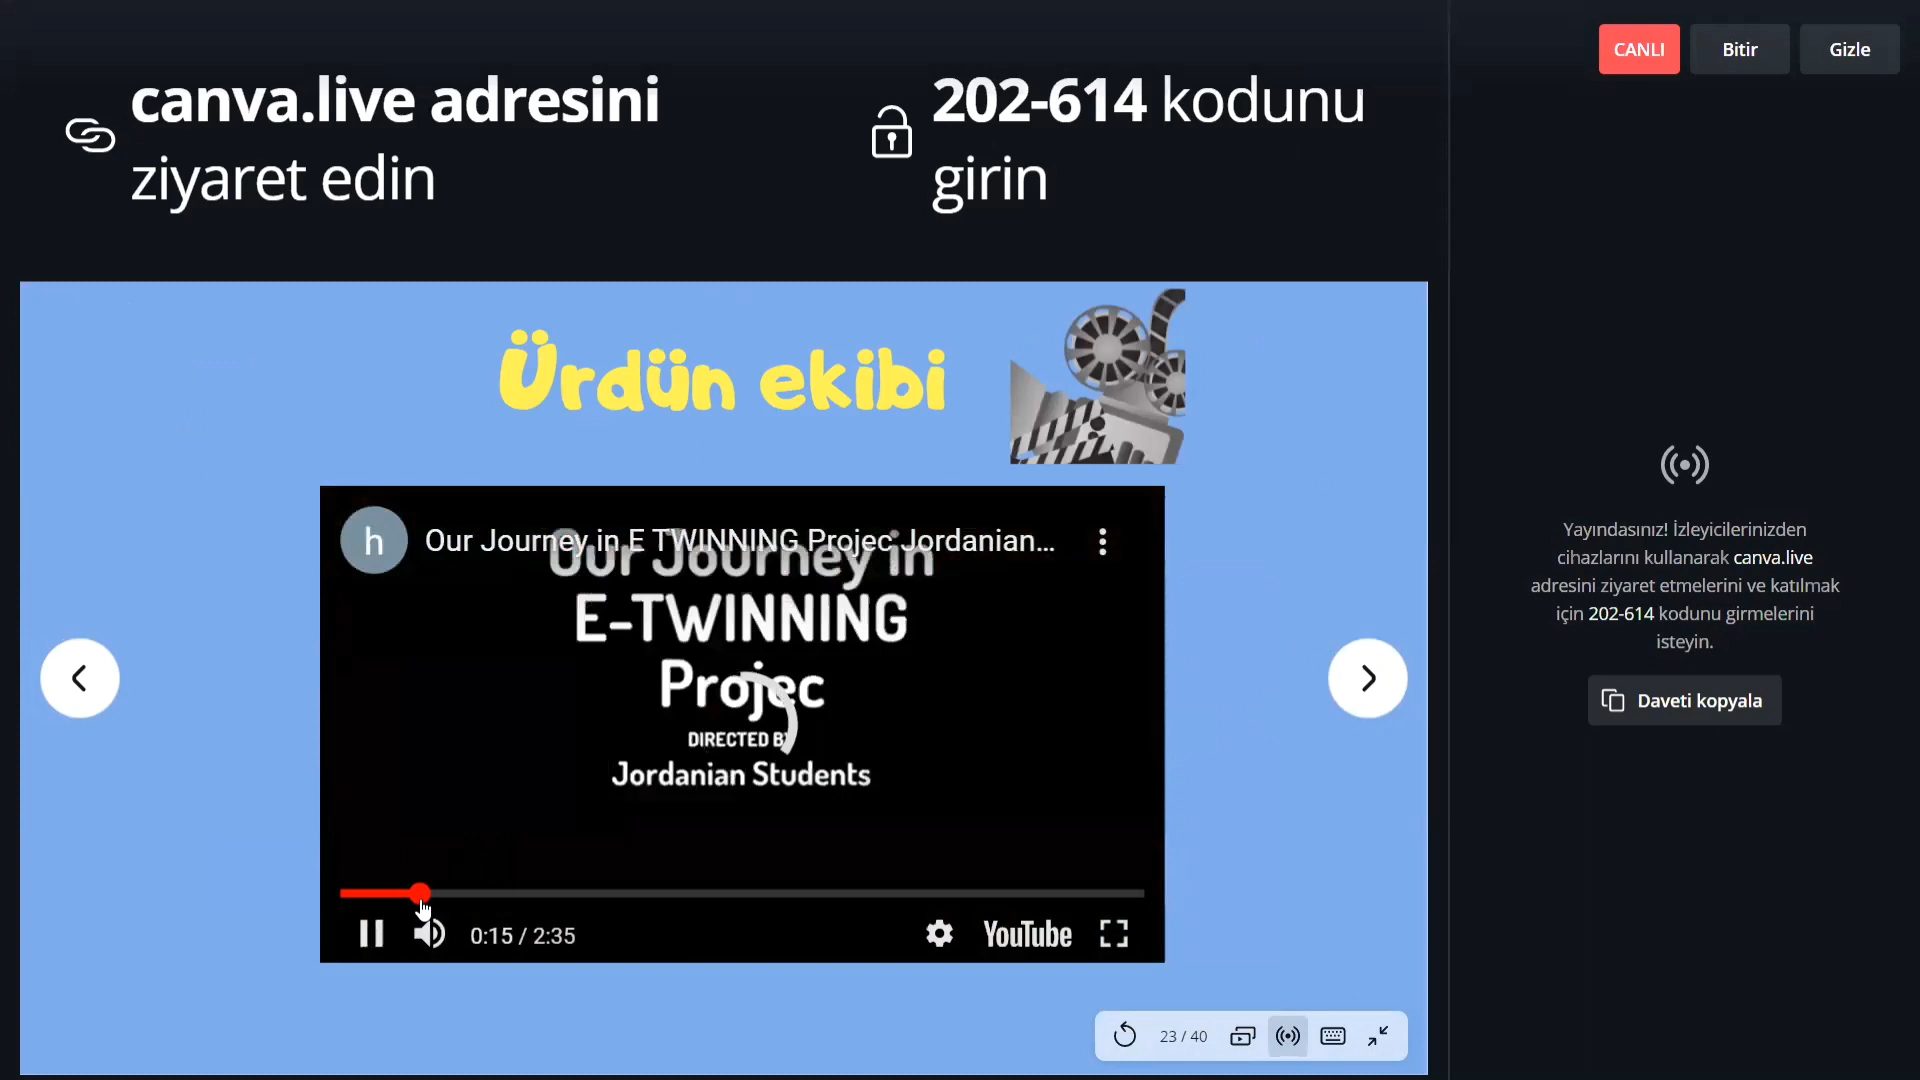 canva.live adresini
ziyaret edin
202-614 kodunu
girin
CANLI
Bitir
Gizle
Ürdün ekibi
h
Our Journey in E TWINNING Projec Jordanian...
Our Journey in
E-TWINNING
Projec
DIRECTED BY
Jordanian Students
0:15 / 2:35
YouTube
23 / 40
Yayındasınız! İzleyicilerinizden
cihazlarını kullanarak canva.live
adresini ziyaret etmelerini ve katılmak
için 202-614 kodunu girmelerini
isteyin.
Daveti kopyala